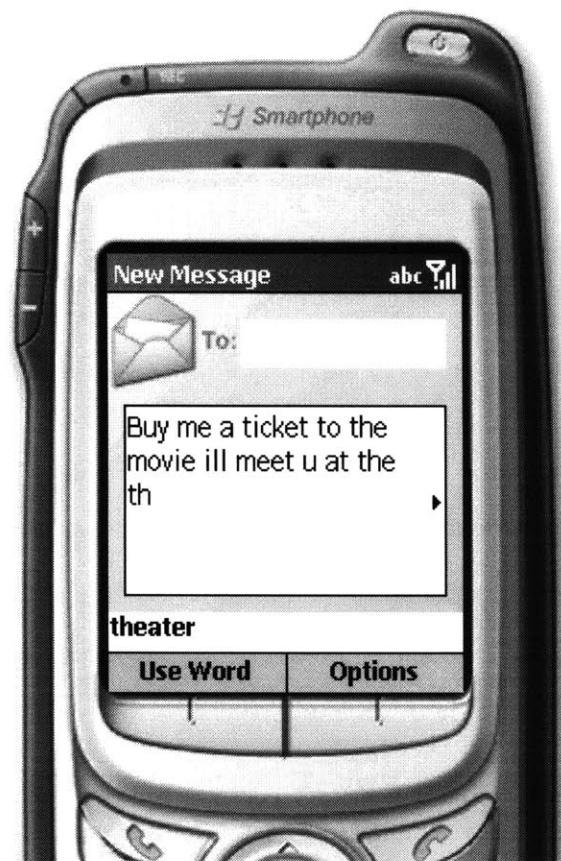 REC
Smartphone
New Message abc
To:
Buy me a ticket to the
movie ill meet u at the
th
theater
Use Word Options